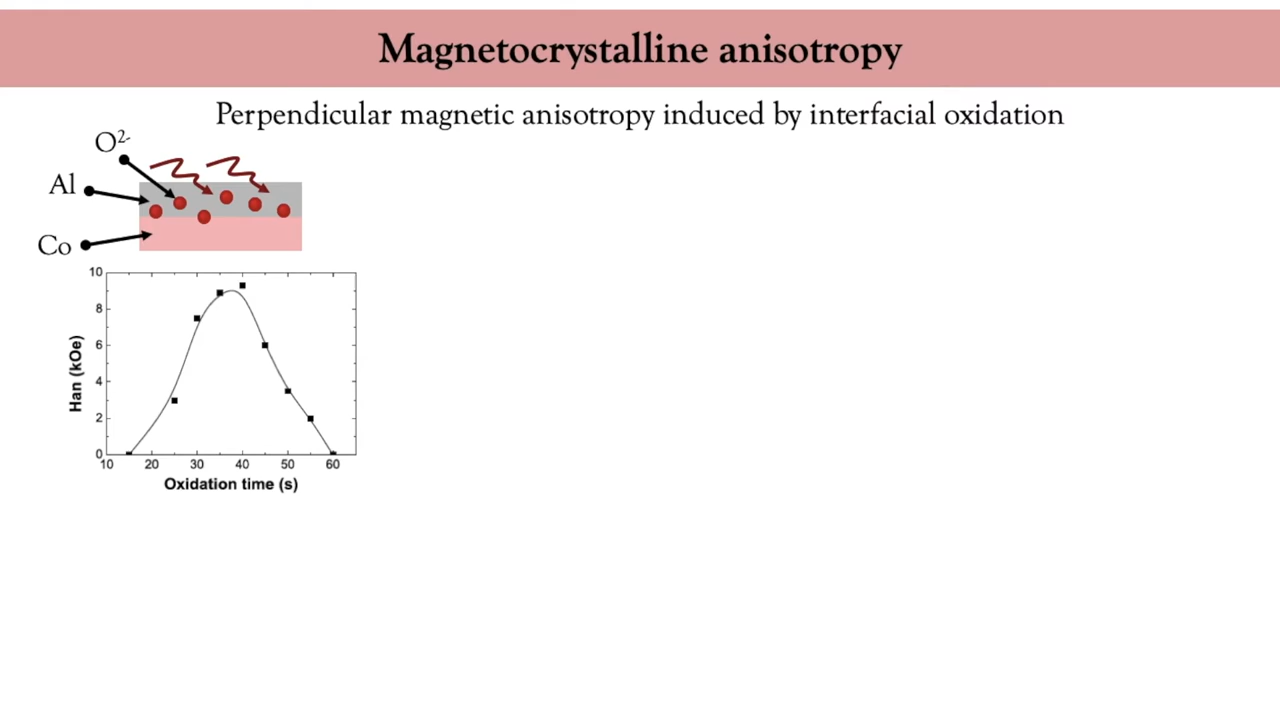 Magnetocrystalline anisotropy
Perpendicular magnetic anisotropy induced by interfacial oxidation
O²⁻
Al
Co
10
8
6
4
2
0
Han (kOe)
10 20 30 40 50 60
Oxidation time (s)